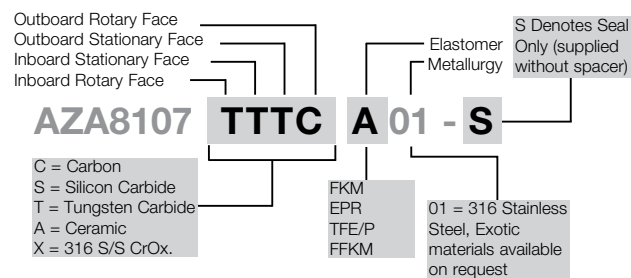 Outboard Rotary Face
Outboard Stationary Face
Inboard Stationary Face
Inboard Rotary Face
Elastomer
Metallurgy
S Denotes Seal
Only (supplied
without spacer)
AZA8107 TTTC A 01 - S
C = Carbon
S = Silicon Carbide
T = Tungsten Carbide
A = Ceramic
X = 316 S/S CrOx.
FKM
EPR
TFE/P
FFKM
01 = 316 Stainless
Steel, Exotic
materials available
on request